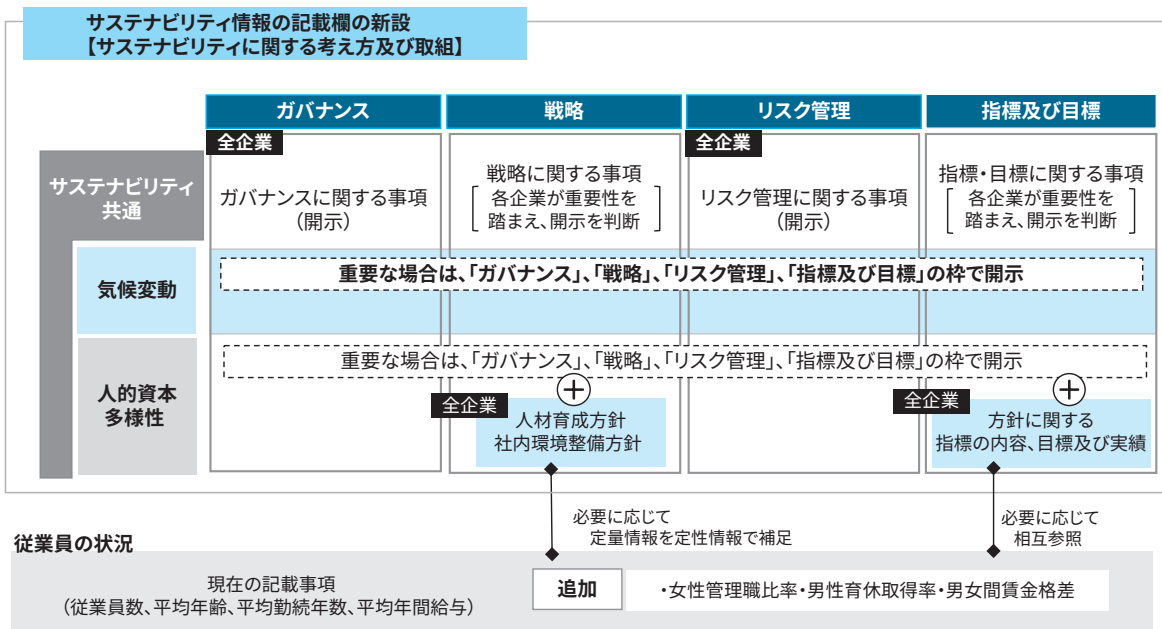 サステナビリティ情報の記載欄の新設
【サステナビリティに関する考え方及び取組】
ガバナンス
戦略
リスク管理
指標及び目標
サステナビリティ
共通
全企業
ガバナンスに関する事項
（開示）
戦略に関する事項
各企業が重要性を
踏まえ、開示を判断
全企業
リスク管理に関する事項
（開示）
指標・目標に関する事項
各企業が重要性を
踏まえ、開示を判断
気候変動
重要な場合は、「ガバナンス」、「戦略」、「リスク管理」、「指標及び目標」の枠で開示
人的資本
多様性
重要な場合は、「ガバナンス」、「戦略」、「リスク管理」、「指標及び目標」の枠で開示
全企業
人材育成方針
社内環境整備方針
全企業
方針に関する
指標の内容、目標及び実績
必要に応じて
定量情報を定性情報で補足
必要に応じて
相互参照
従業員の状況
現在の記載事項
（従業員数、平均年齢、平均勤続年数、平均年間給与）
追加
・女性管理職比率・男性育休取得率・男女間賃金格差